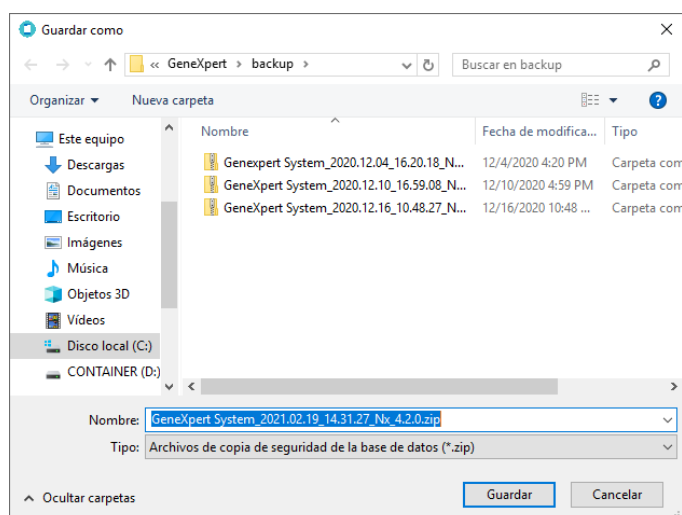 Guardar como
« GeneXpert › backup ›
Buscar en backup
Organizar
Nueva carpeta
Nombre
Fecha de modifica...
Tipo
Este equipo
Descargas
Documentos
Escritorio
Imágenes
Música
Objetos 3D
Vídeos
Disco local (C:)
CONTAINER (D:)
Genexpert System_2020.12.04_16.20.18_N... 12/4/2020 4:20 PM Carpeta com
GeneXpert System_2020.12.10_16.59.08_N... 12/10/2020 4:59 PM Carpeta com
GeneXpert System_2020.12.16_10.48.27_N... 12/16/2020 10:48 ... Carpeta com
Nombre: GeneXpert System_2021.02.19_14.31.27_Nx_4.2.0.zip
Tipo: Archivos de copia de seguridad de la base de datos (*.zip)
Ocultar carpetas
Guardar
Cancelar